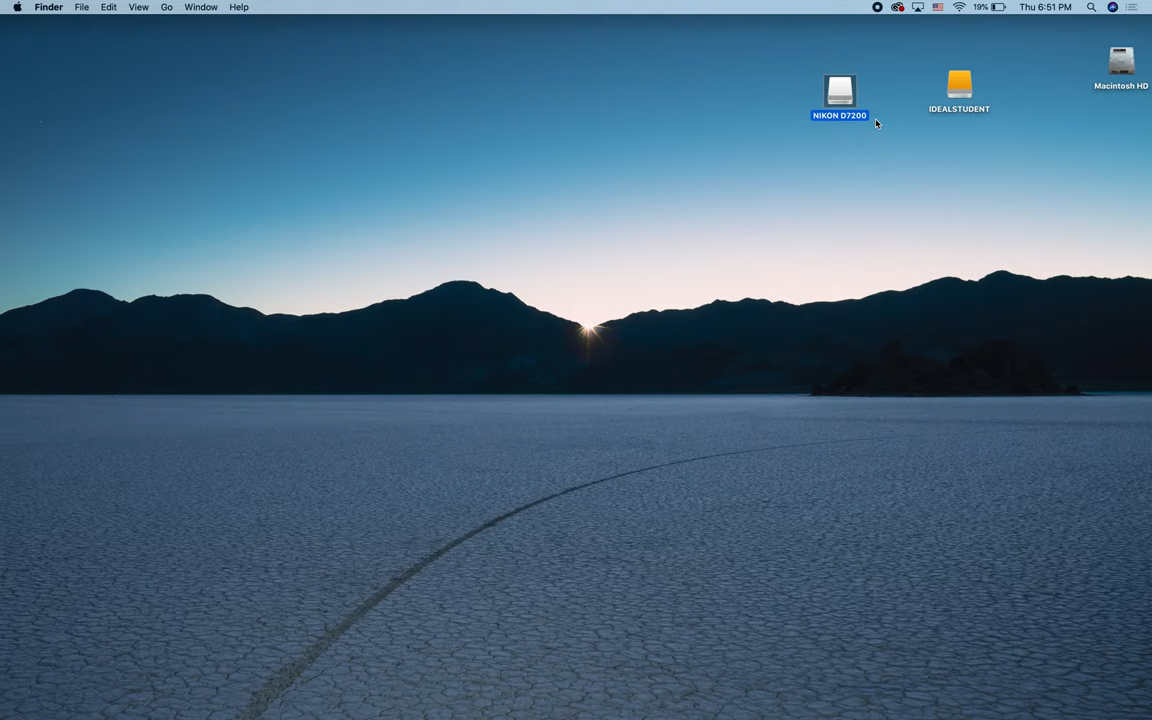 Finder File Edit View Go Window Help 19% Thu 6:51 PM
NIKON D7200
IDEALSTUDENT
Macintosh HD